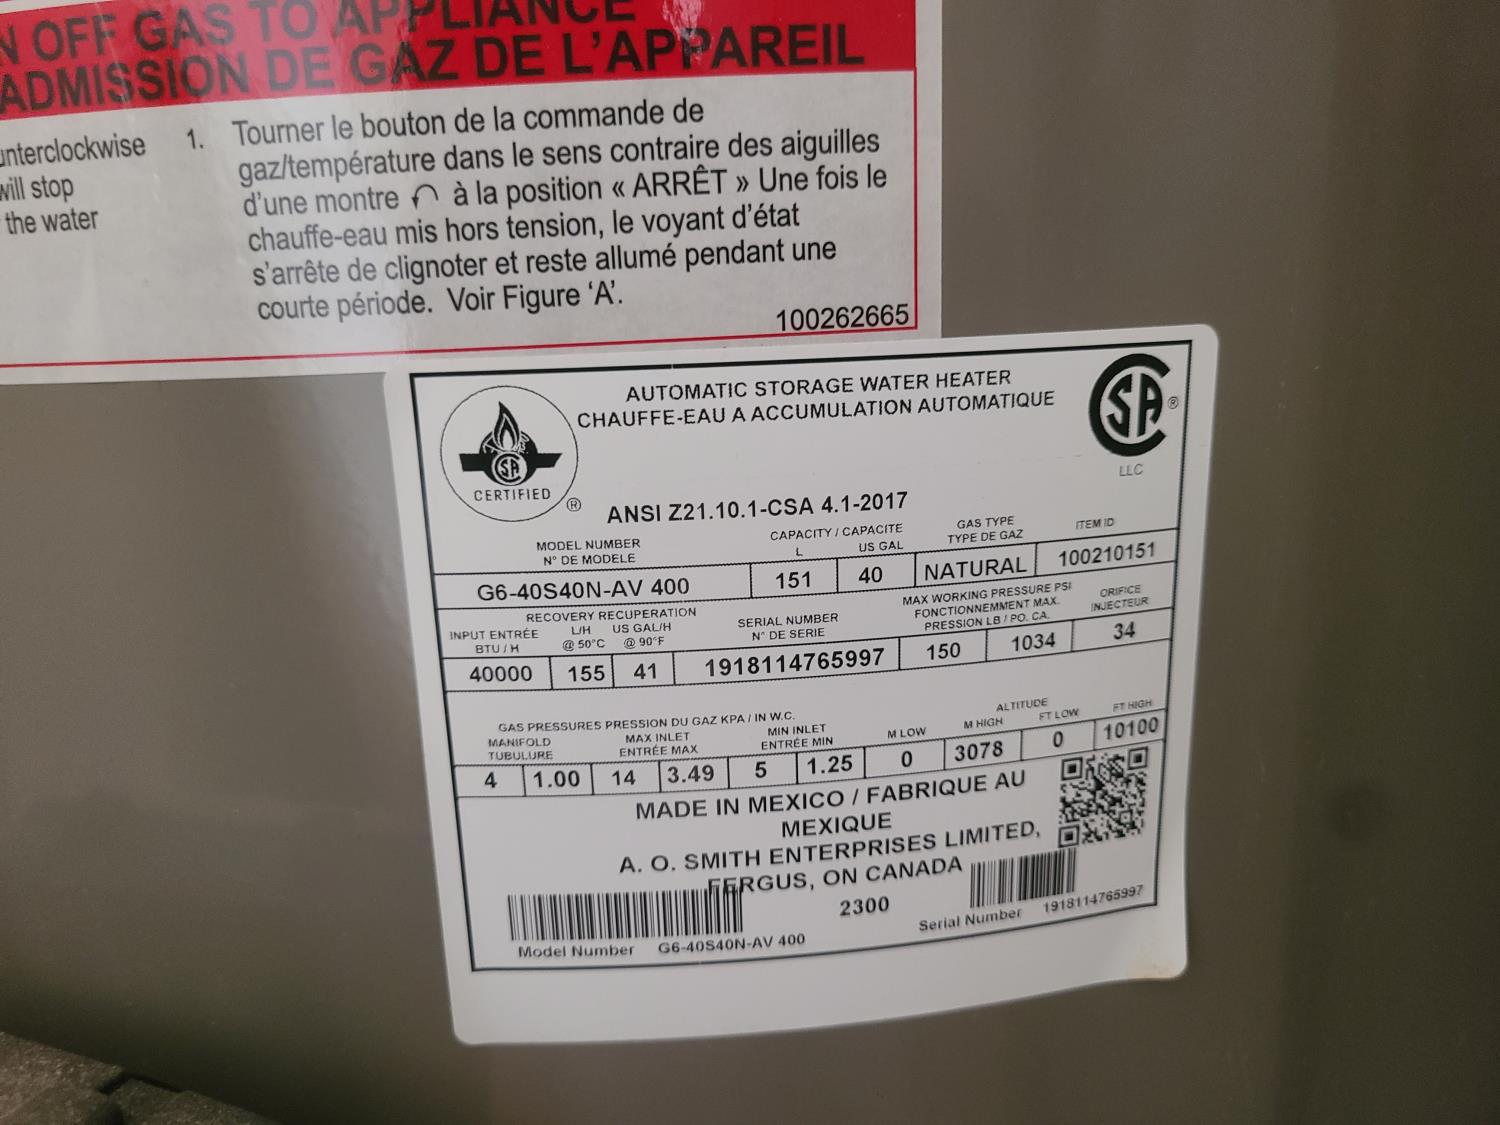 N OFF GAS TO APPLIANCE
ADMISSION DE GAZ DE L’APPAREIL
unterclockwise
will stop
the water
1. Tourner le bouton de la commande de
gaz/température dans le sens contraire des aiguilles
d’une montre à la position « ARRÊT » Une fois le
chauffe-eau mis hors tension, le voyant d’état
s’arrête de clignoter et reste allumé pendant une
courte période. Voir Figure ‘A’.
100262665
AUTOMATIC STORAGE WATER HEATER
CHAUFFE-EAU A ACCUMULATION AUTOMATIQUE
CSA
CERTIFIED ®
CSA ®
LLC
ANSI Z21.10.1-CSA 4.1-2017
MODEL NUMBER
N° DE MODELE
CAPACITY / CAPACITE
L US GAL
GAS TYPE
TYPE DE GAZ
ITEM ID
G6-40S40N-AV 400 151 40 NATURAL 100210151
INPUT ENTRÉE
BTU / H
RECOVERY RECUPERATION
L/H US GAL/H
@ 50°C @ 90°F
SERIAL NUMBER
N° DE SERIE
MAX WORKING PRESSURE PSI
FONCTIONNEMMENT MAX.
PRESSION LB / PO. CA.
ORIFICE
INJECTEUR
40000 155 41 1918114765997 150 1034 34
GAS PRESSURES PRESSION DU GAZ KPA / IN W.C.
MANIFOLD
TUBULURE
MAX INLET
ENTRÉE MAX
MIN INLET
ENTRÉE MIN
ALTITUDE
M LOW M HIGH FT LOW FT HIGH
4 1.00 14 3.49 5 1.25 0 3078 0 10100
MADE IN MEXICO / FABRIQUE AU
MEXIQUE
A. O. SMITH ENTERPRISES LIMITED,
FERGUS, ON CANADA
2300
Model Number G6-40S40N-AV 400
Serial Number 1918114765997